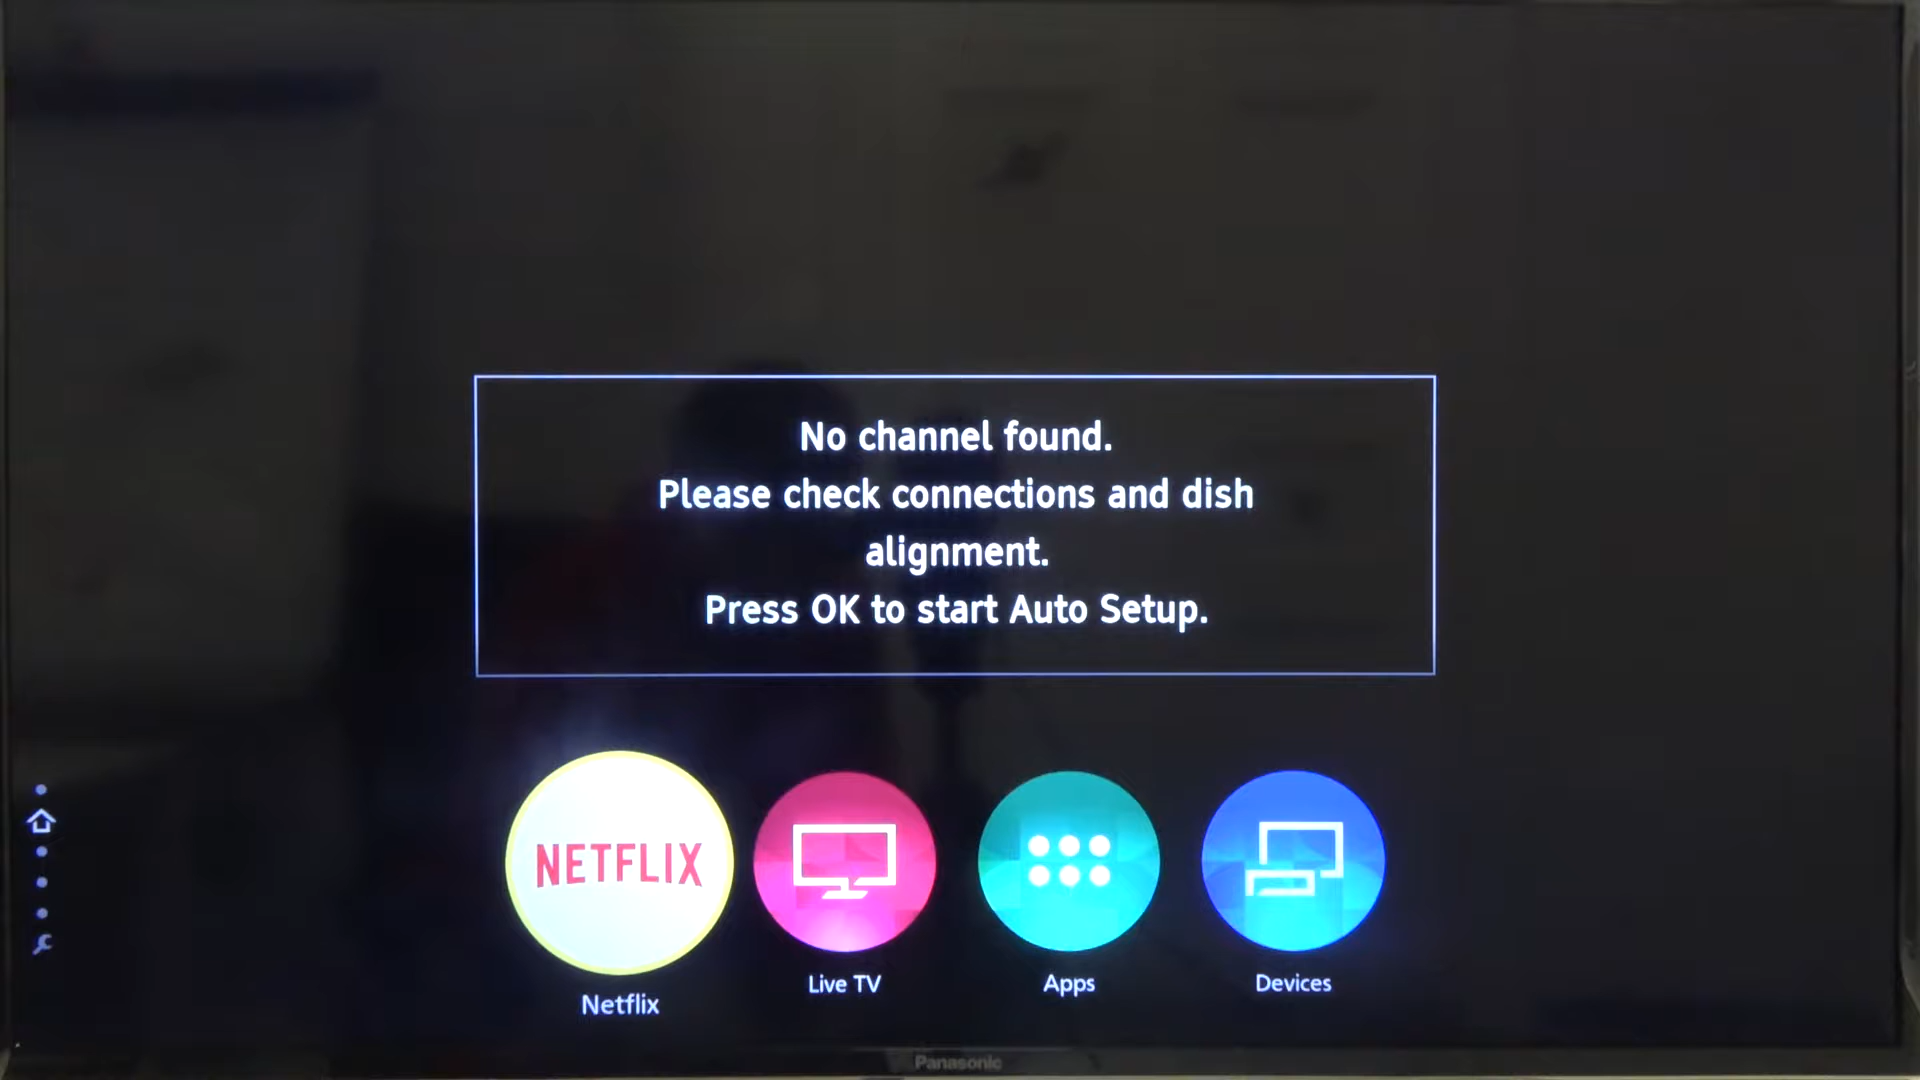 No channel found.
Please check connections and dish
alignment.
Press OK to start Auto Setup.
NETFLIX
Netflix
Live TV
Apps
Devices
Panasonic